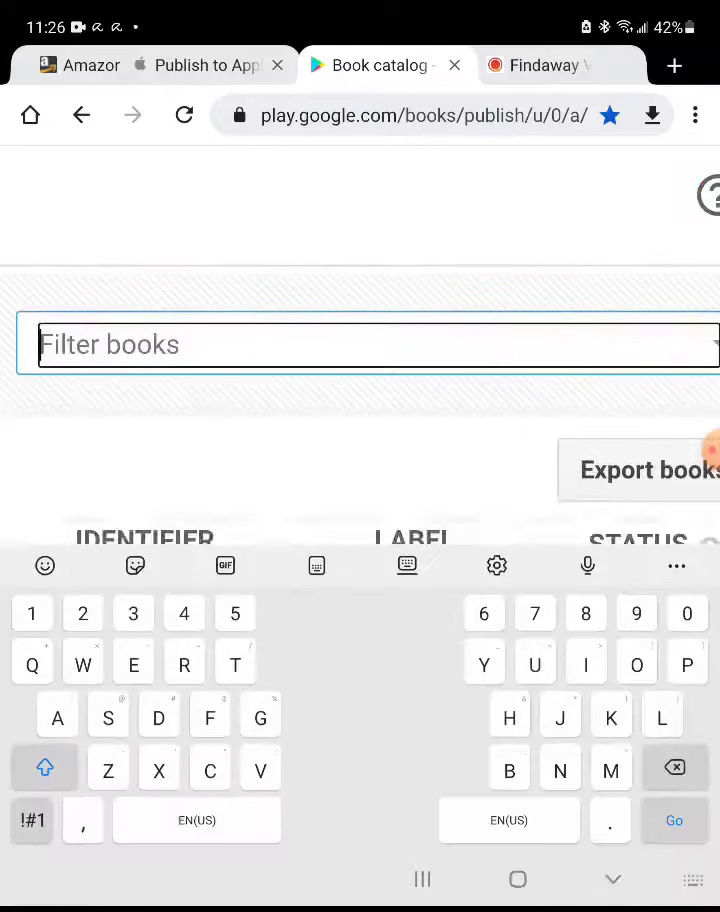 11:26 42%
Amazor Publish to Appl Book catalog - Findaway V
play.google.com/books/publish/u/0/a/
Filter books
Export books
IDENTIFIER LABEL STATUS
GIF
1 2 3 4 5 6 7 8 9 0
Q W E R T Y U I O P
A S D F G H J K L
Z X C V B N M
!#1 , EN(US) EN(US) . Go